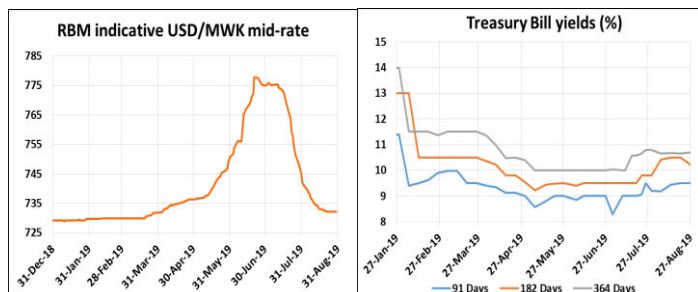 RBM indicative USD/MWK mid-rate
785
775
765
755
745
735
725
31-Dec-18
31-Jan-19
28-Feb-19
31-Mar-19
30-Apr-19
31-May-19
30-Jun-19
31-Jul-19
31-Aug-19
Treasury Bill yields (%)
15
14
13
12
11
10
9
8
27-Jan-19
27-Feb-19
27-Mar-19
27-Apr-19
27-May-19
27-Jun-19
27-Jul-19
27-Aug-19
91 Days 182 Days 364 Days